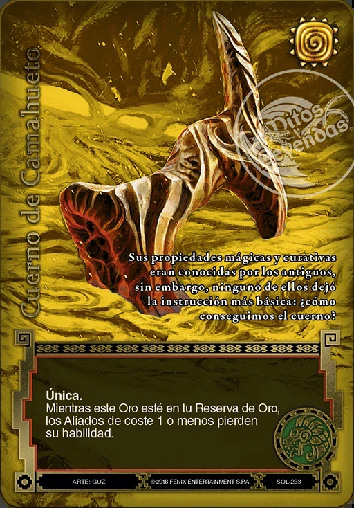 Cuerno de Camahueto
Mitos y Leyendas
Sus propiedades mágicas y curativas
eran conocidas por los antiguos,
sin embargo, ninguno de ellos dejó
la instrucción más básica: ¿cómo
conseguimos el cuerno?
Única.
Mientras este Oro esté en tu Reserva de Oro,
los Aliados de coste 1 o menos pierden
su habilidad.
ARTE: GUZ
©2018 FENIX ENTERTAINMENT S.P.A
SOL-253